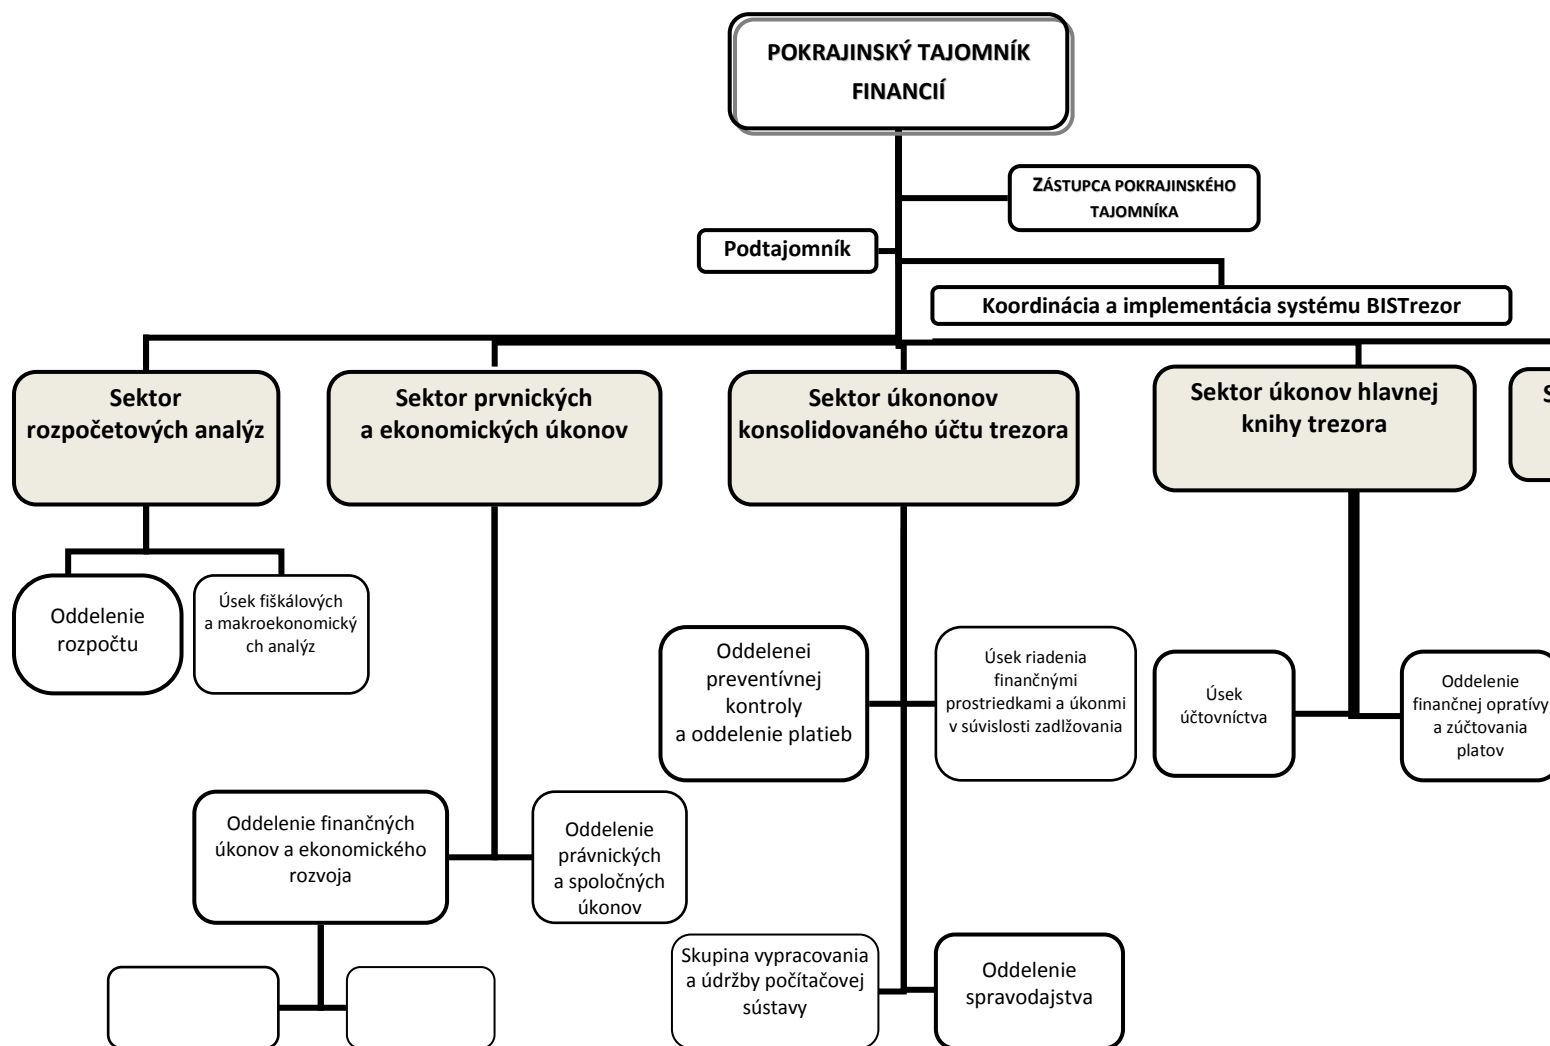 POKRAJINSKÝ TAJOMNÍK
FINANCIÍ
ZÁSTUPCA POKRAJINSKÉHO
TAJOMNÍKA
Podtajomník
Koordinácia a implementácia systému BISTrezor
Sektor
rozpočetových analýz
Sektor prvnických
a ekonomických úkonov
Sektor úkononov
konsolidovaného účtu trezora
Sektor úkonov hlavnej
knihy trezora
S
Oddelenie
rozpočtu
Úsek fiškálových
a makroekonomický
ch analýz
Oddelenei
preventívnej
kontroly
a oddelenie platieb
Úsek riadenia
finančnými
prostriedkami a úkonmi
v súvislosti zadlžovania
Úsek
účtovníctva
Oddelenie
finančnej opratívy
a zúčtovania
platov
Oddelenie finančných
úkonov a ekonomického
rozvoja
Oddelenie
právnických
a spoločných
úkonov
Skupina vypracovania
a údržby počítačovej
sústavy
Oddelenie
spravodajstva